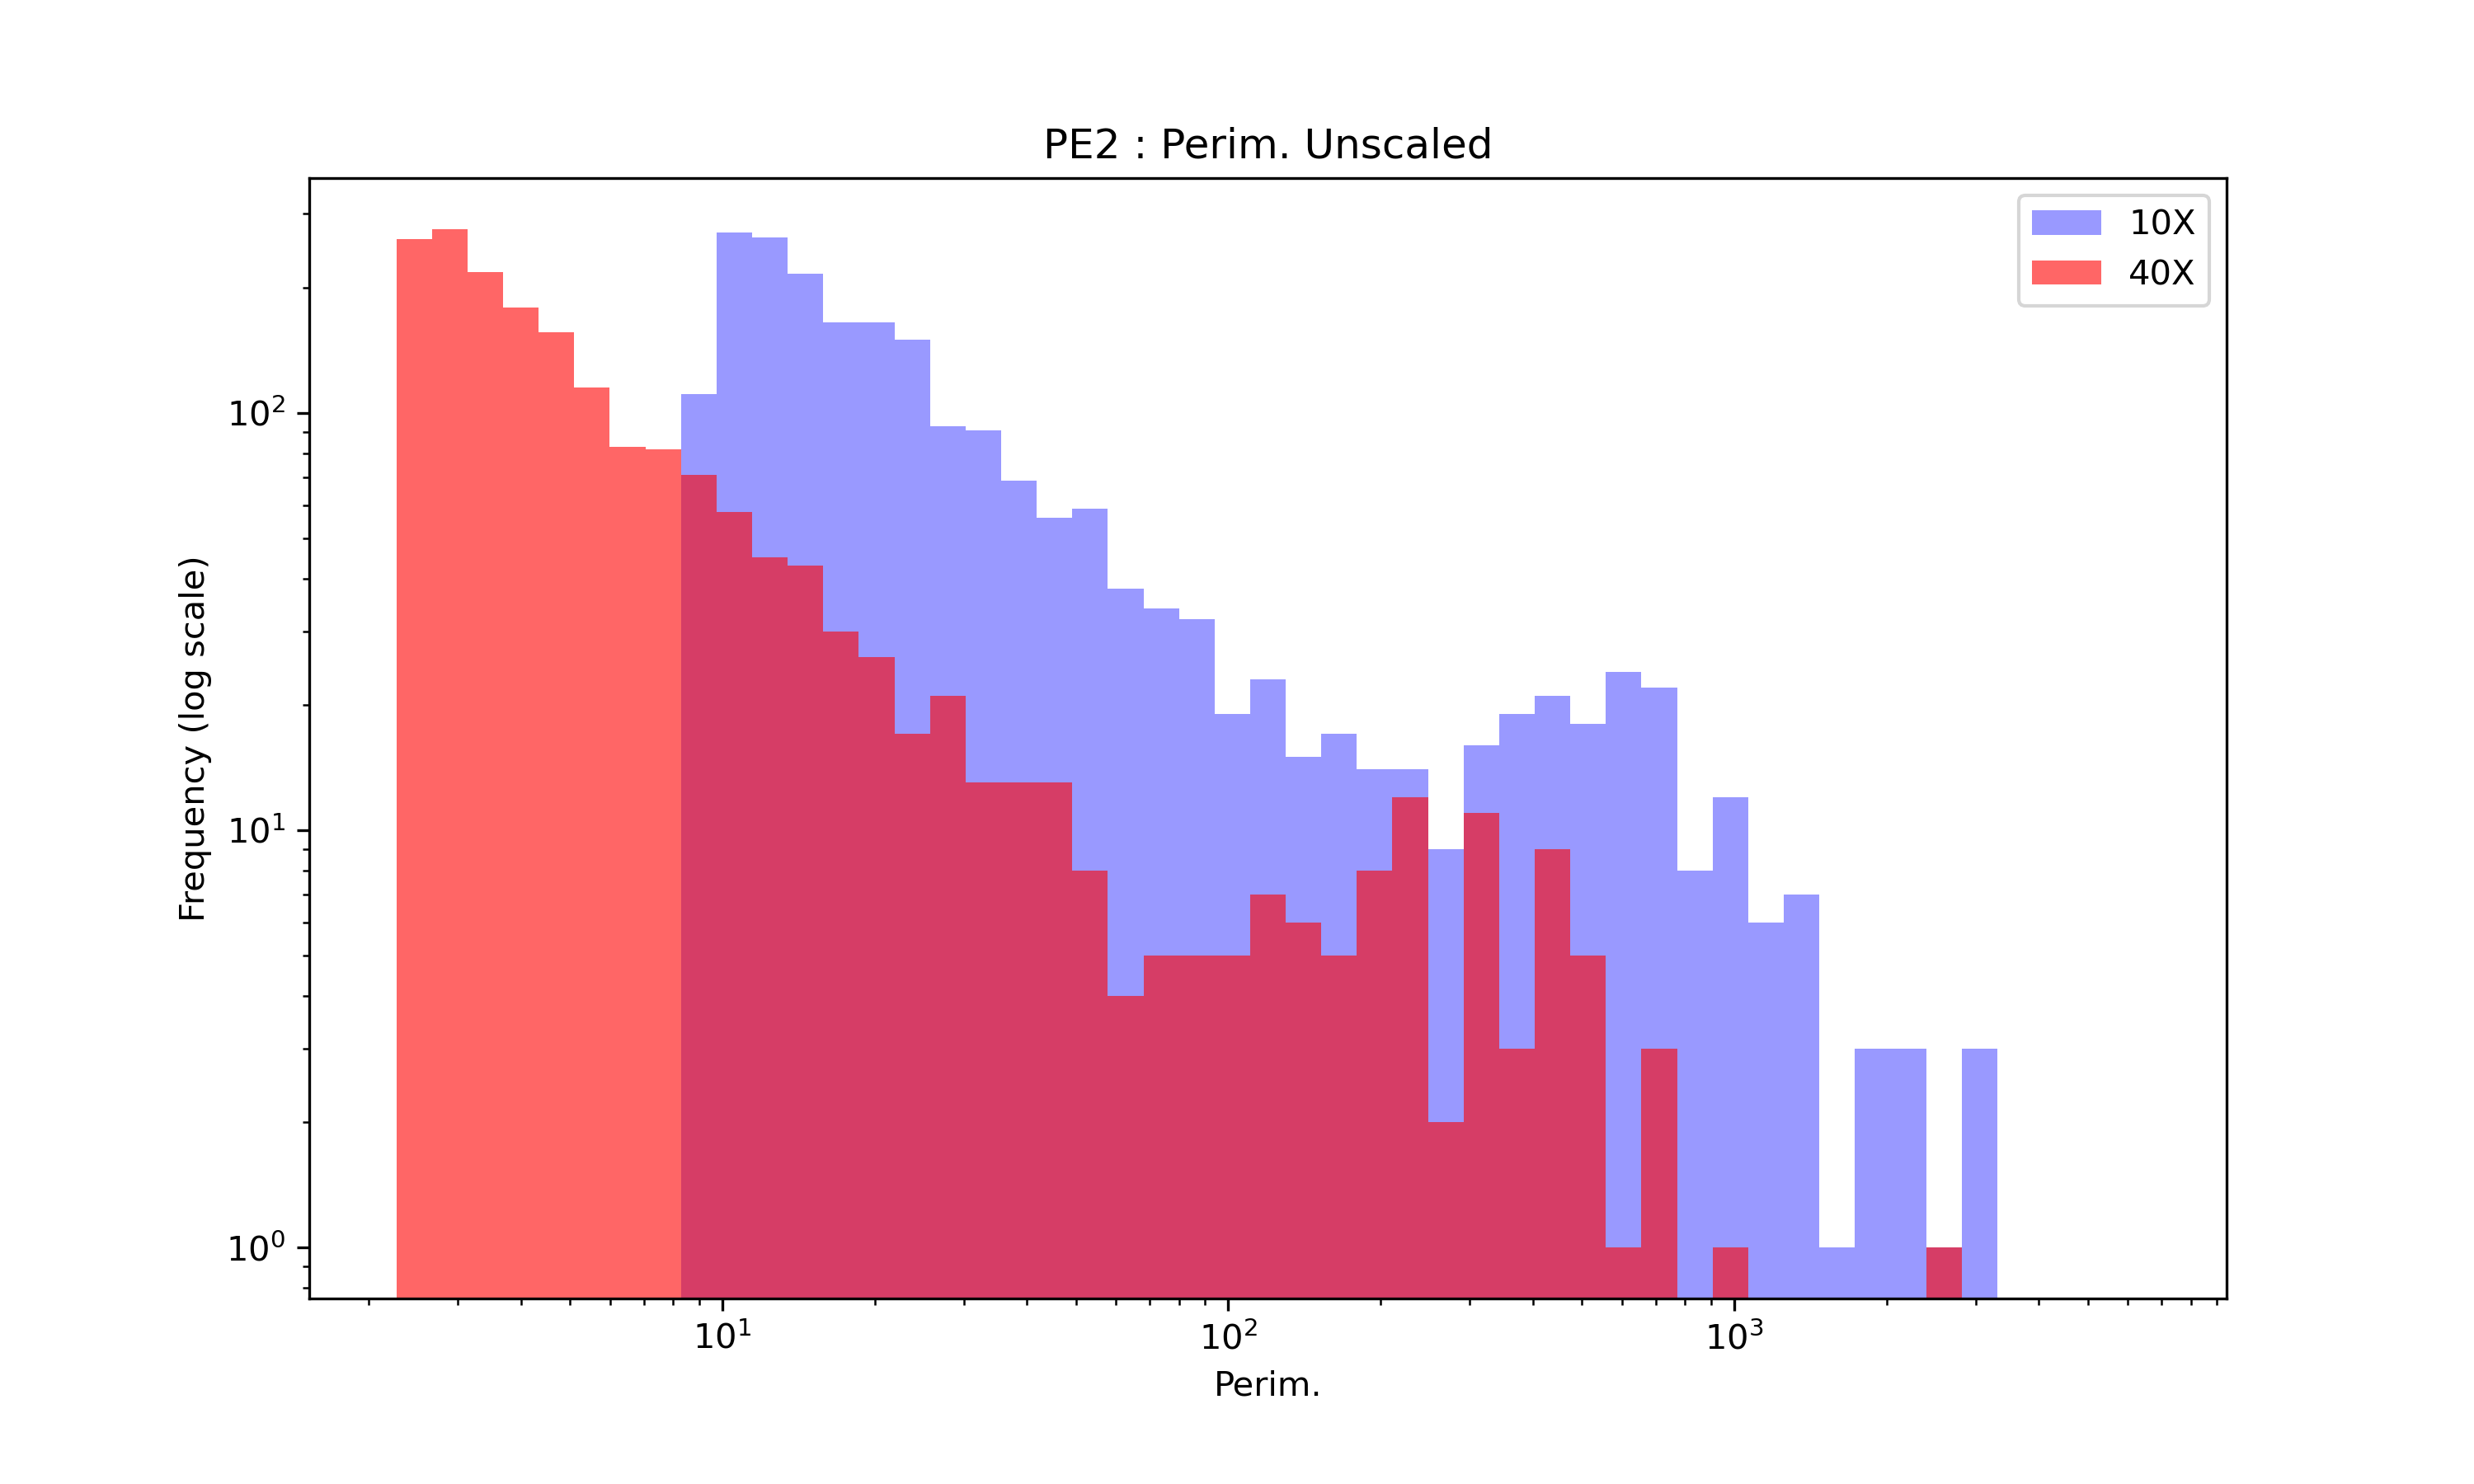 PE2 : Perim. Unscaled
10X
40X
Frequency (log scale)
10²
10¹
10⁰
10¹ 10² 10³
Perim.